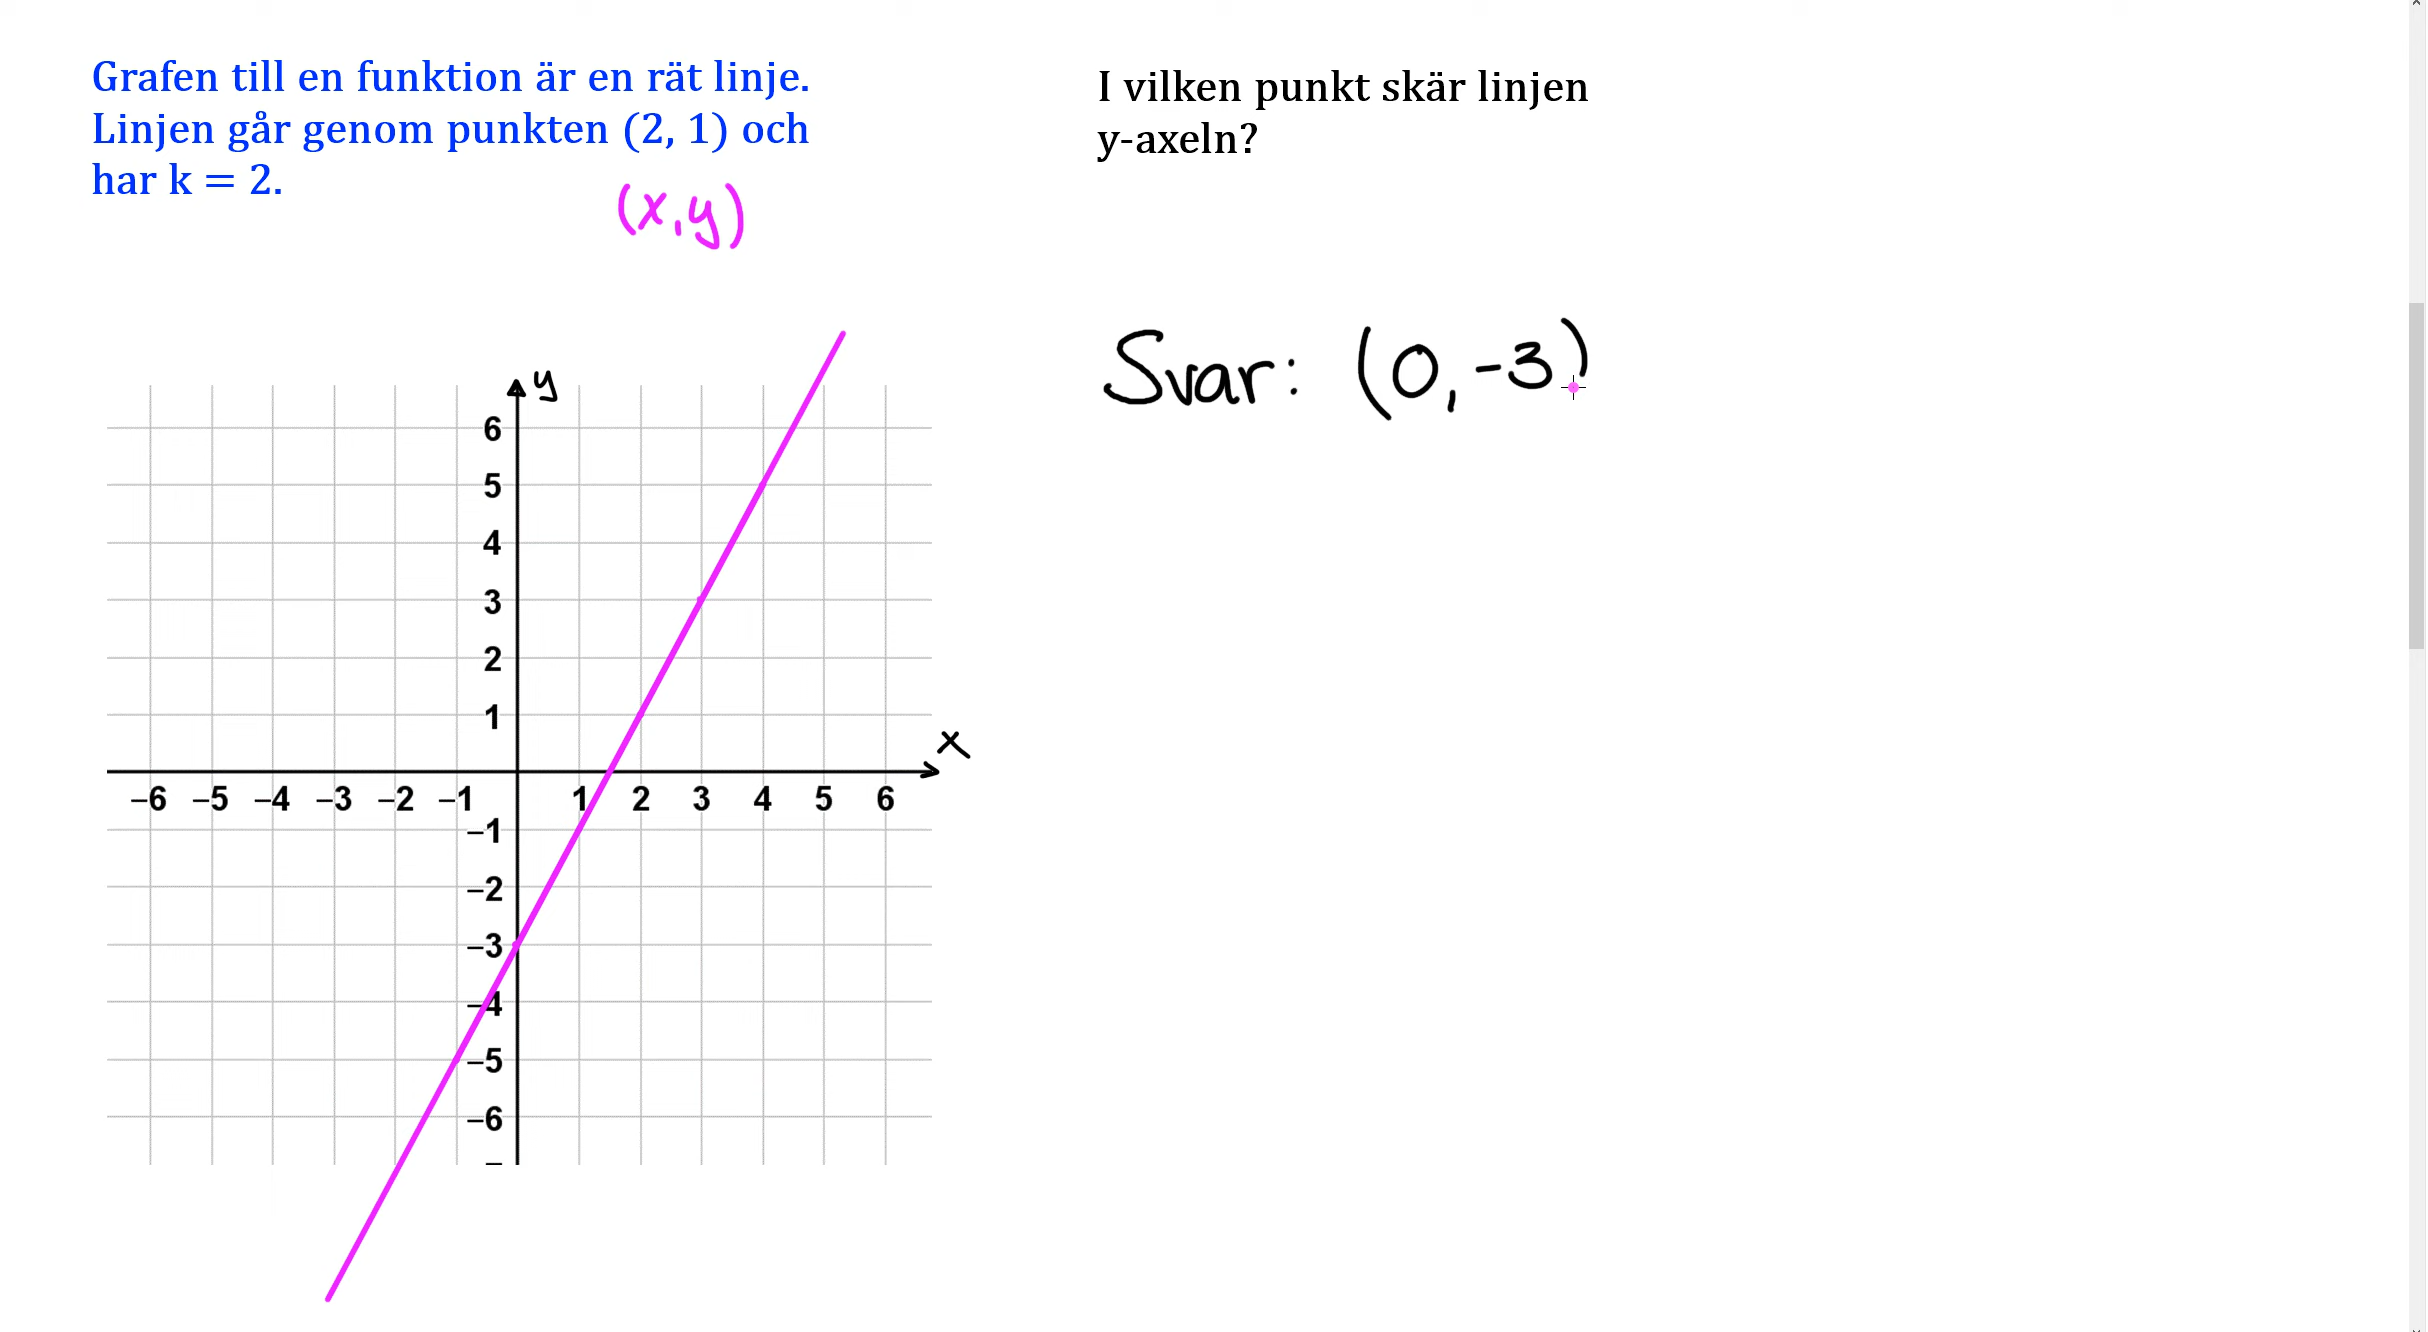 Grafen till en funktion är en rät linje.
Linjen går genom punkten (2, 1) och
har k = 2.
(x,y)
I vilken punkt skär linjen
y-axeln?
Svar: (0,-3)
y
6
5
4
3
2
1
x
–6 –5 –4 –3 –2 –1 1 2 3 4 5 6
–1
–2
–3
–4
–5
–6